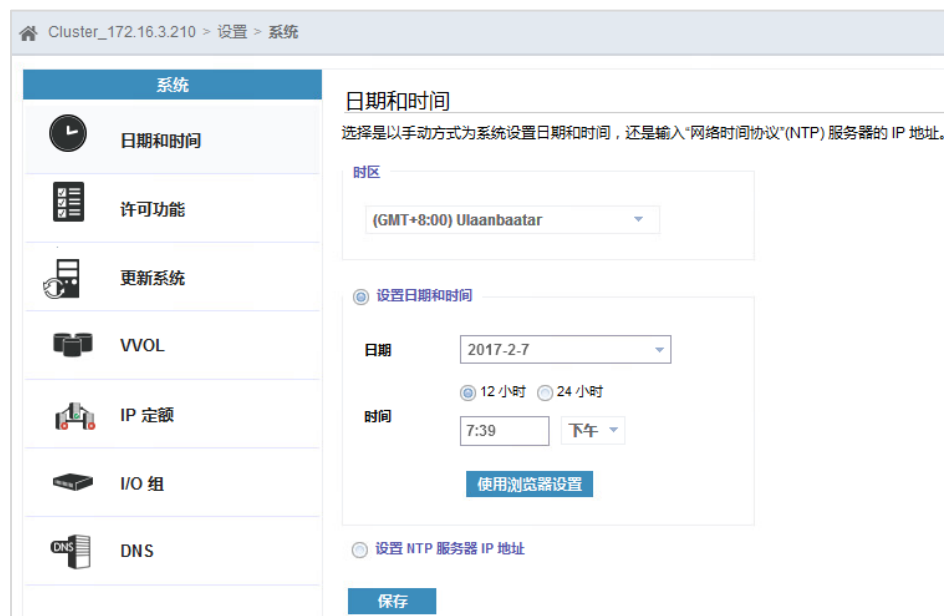 Cluster_172.16.3.210 > 设置 > 系统
系统
日期和时间
许可功能
更新系统
VVOL
IP 定额
I/O 组
DNS
DNS
日期和时间
选择是以手动方式为系统设置日期和时间，还是输入“网络时间协议”(NTP) 服务器的 IP 地址。
时区
(GMT+8:00) Ulaanbaatar
设置日期和时间
日期
2017-2-7
12 小时 24 小时
时间
7:39 下午
使用浏览器设置
设置 NTP 服务器 IP 地址
保存